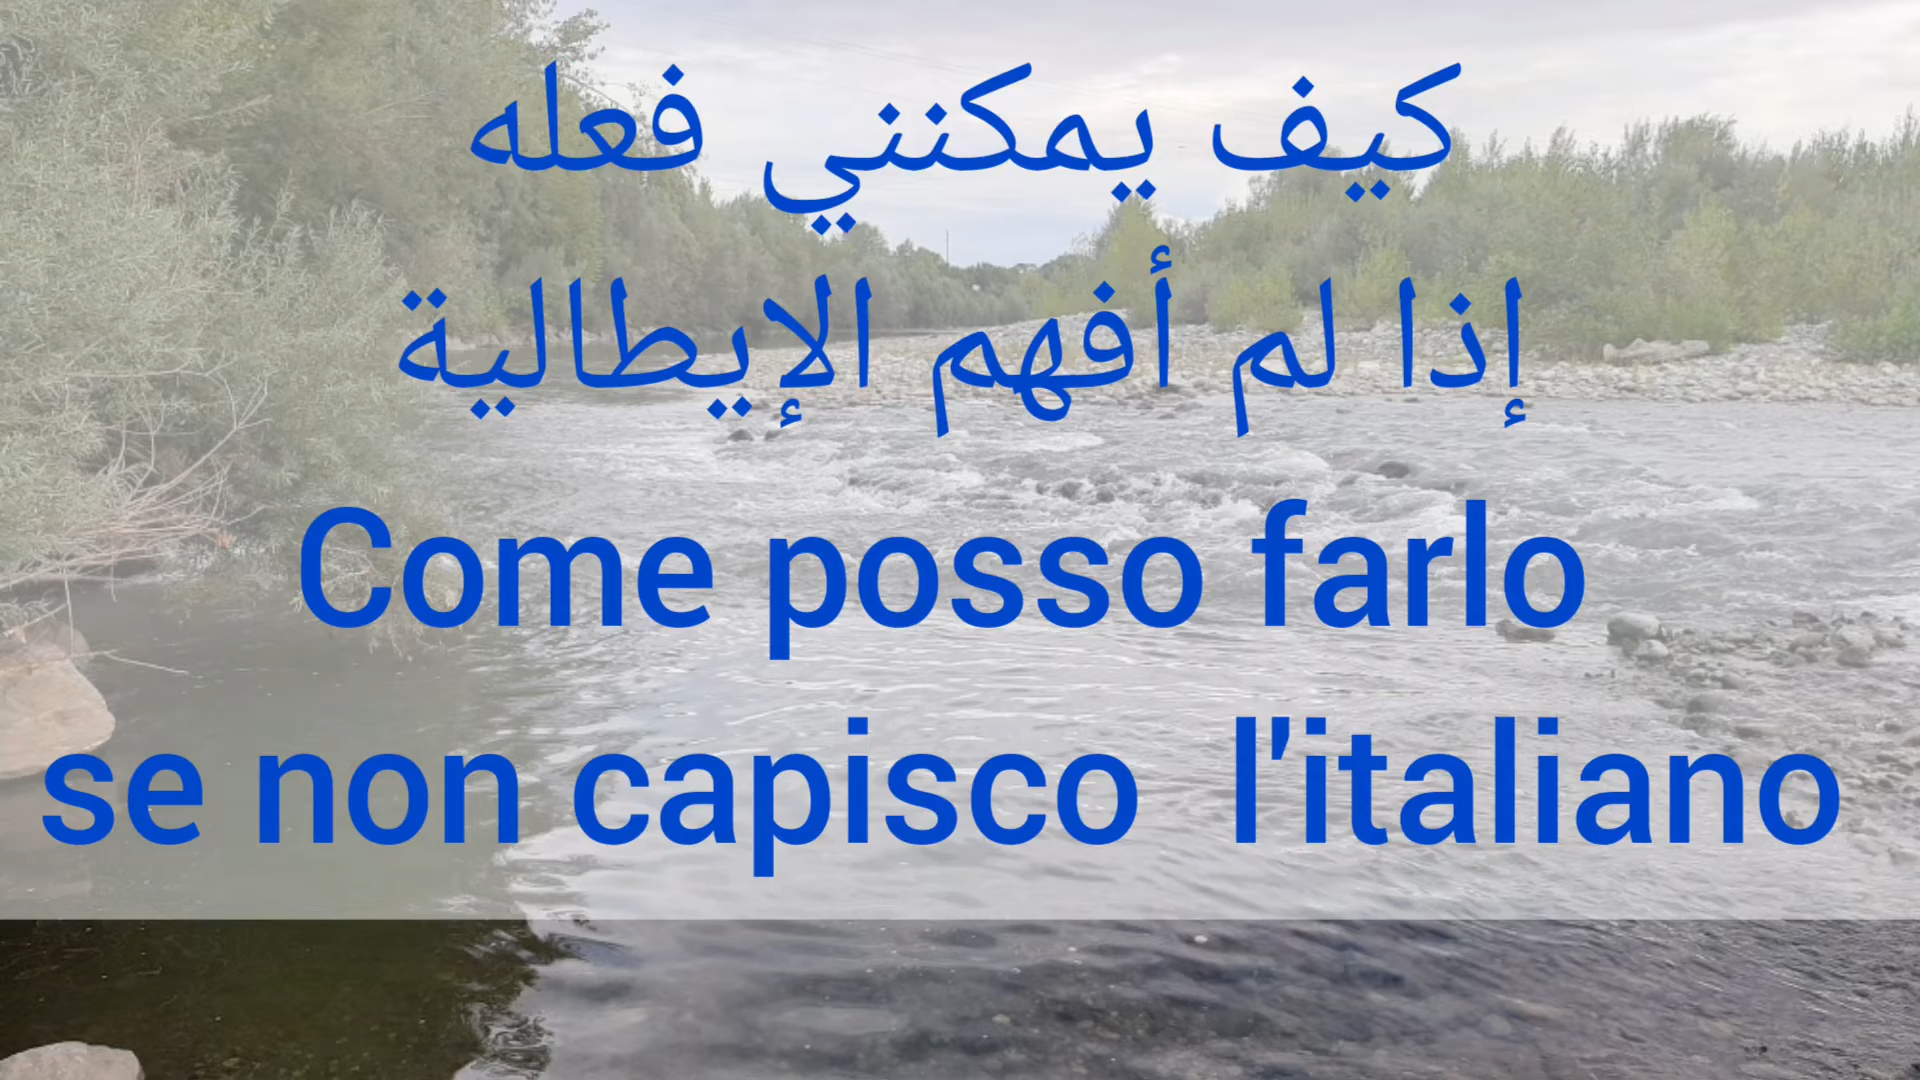 كيف يمكنني فعله
إذا لم أفهم الإيطالية
Come posso farlo
se non capisco l'italiano